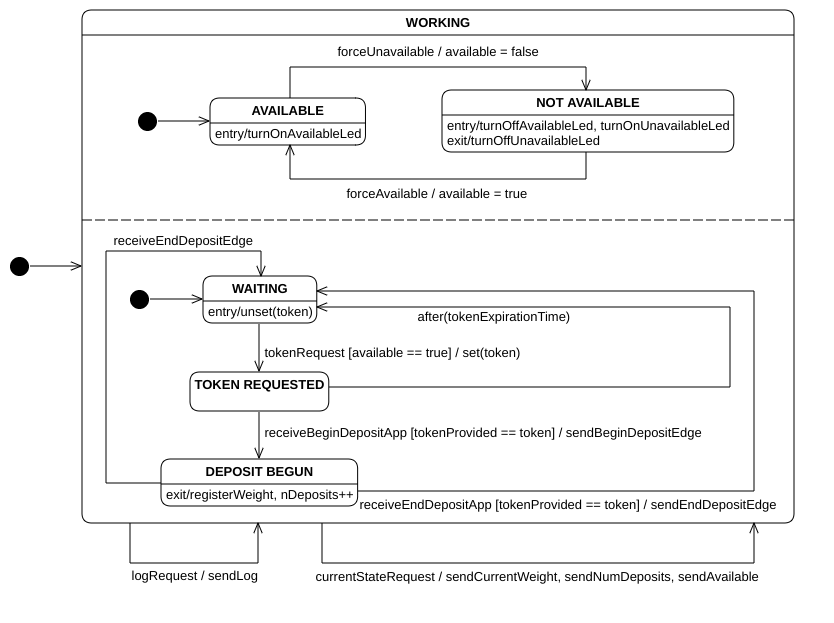 WORKING
forceUnavailable / available = false
AVAILABLE
entry/turnOnAvailableLed
NOT AVAILABLE
entry/turnOffAvailableLed, turnOnUnavailableLed
exit/turnOffUnavailableLed
forceAvailable / available = true
receiveEndDepositEdge
WAITING
entry/unset(token)
after(tokenExpirationTime)
tokenRequest [available == true] / set(token)
TOKEN REQUESTED
receiveBeginDepositApp [tokenProvided == token] / sendBeginDepositEdge
DEPOSIT BEGUN
exit/registerWeight, nDeposits++
receiveEndDepositApp [tokenProvided == token] / sendEndDepositEdge
logRequest / sendLog
currentStateRequest / sendCurrentWeight, sendNumDeposits, sendAvailable